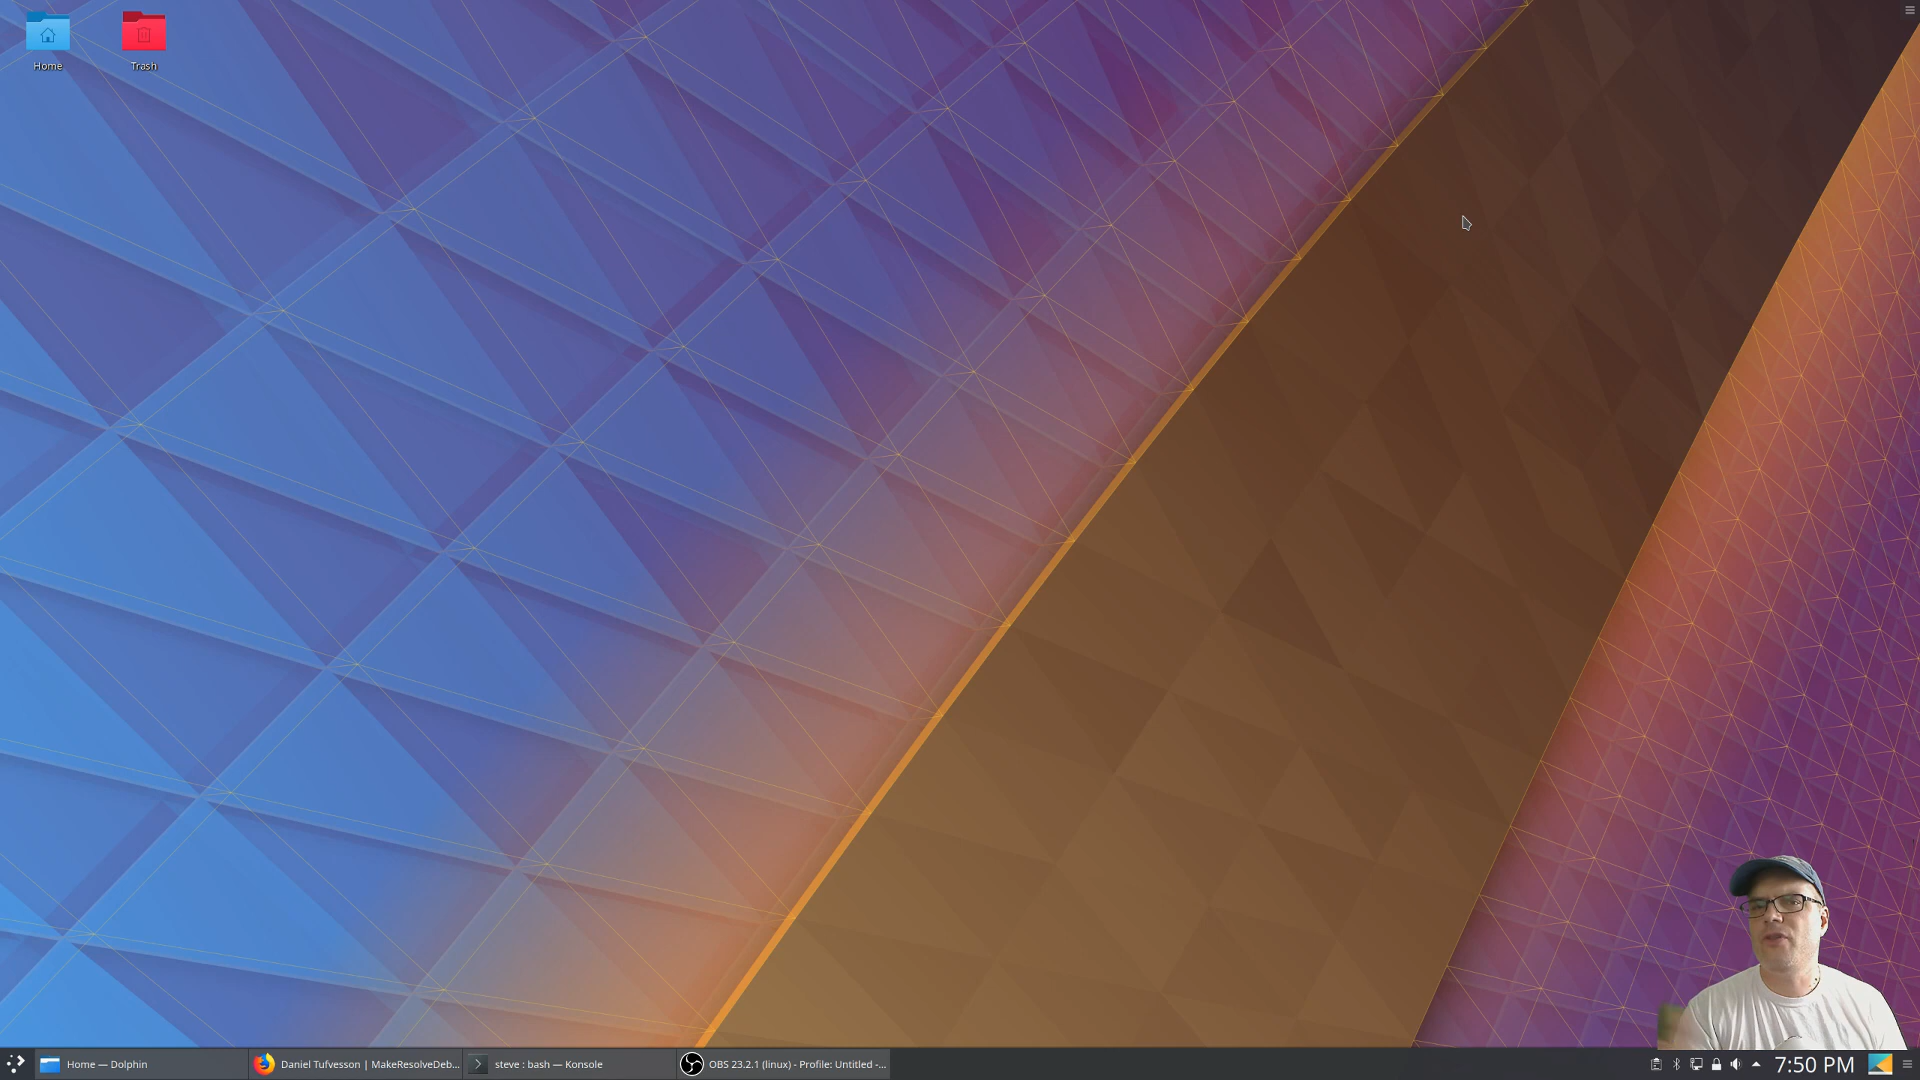 Home
Trash
Home — Dolphin
Daniel Tufvesson | MakeResolveDeb...
steve : bash — Konsole
OBS 23.2.1 (linux) - Profile: Untitled -...
7:50 PM